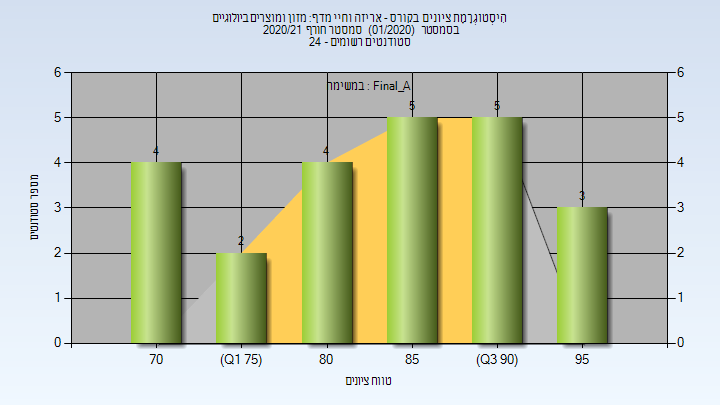 הִיסְטוֹגְרָמַת ציונים בקורס - אריזה וחיי מדף: מזון ומוצרים ביולוגיים
בסמסטר (01/2020) סמסטר חורף 2020/21
סטודנטים רשומים - 24
במשימה : Final_A
מספר סטודנטים
6 6
5 5
4 4
3 3
2 2
1 1
0 0
4 2 4 5 5 3
70 (Q1 75) 80 85 (Q3 90) 95
טווח ציונים